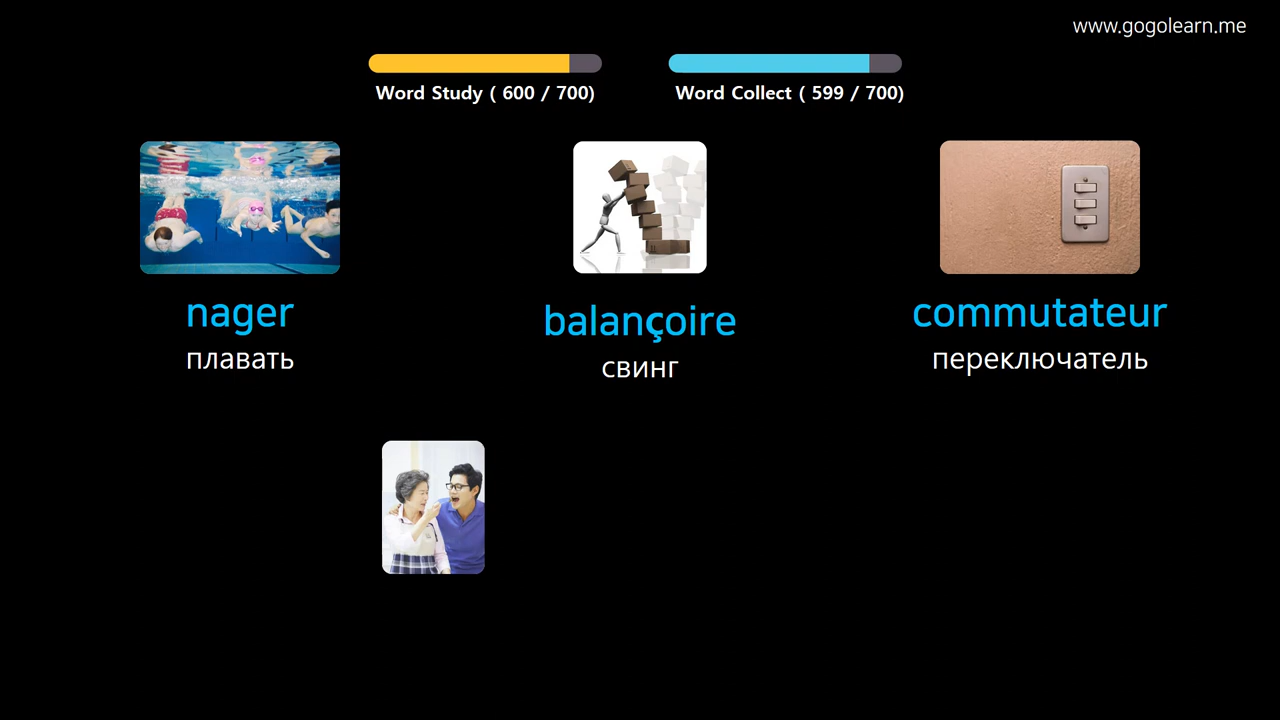 www.gogolearn.me
Word Study ( 600 / 700)
Word Collect ( 599 / 700)
nager
плавать
balançoire
свинг
commutateur
переключатель